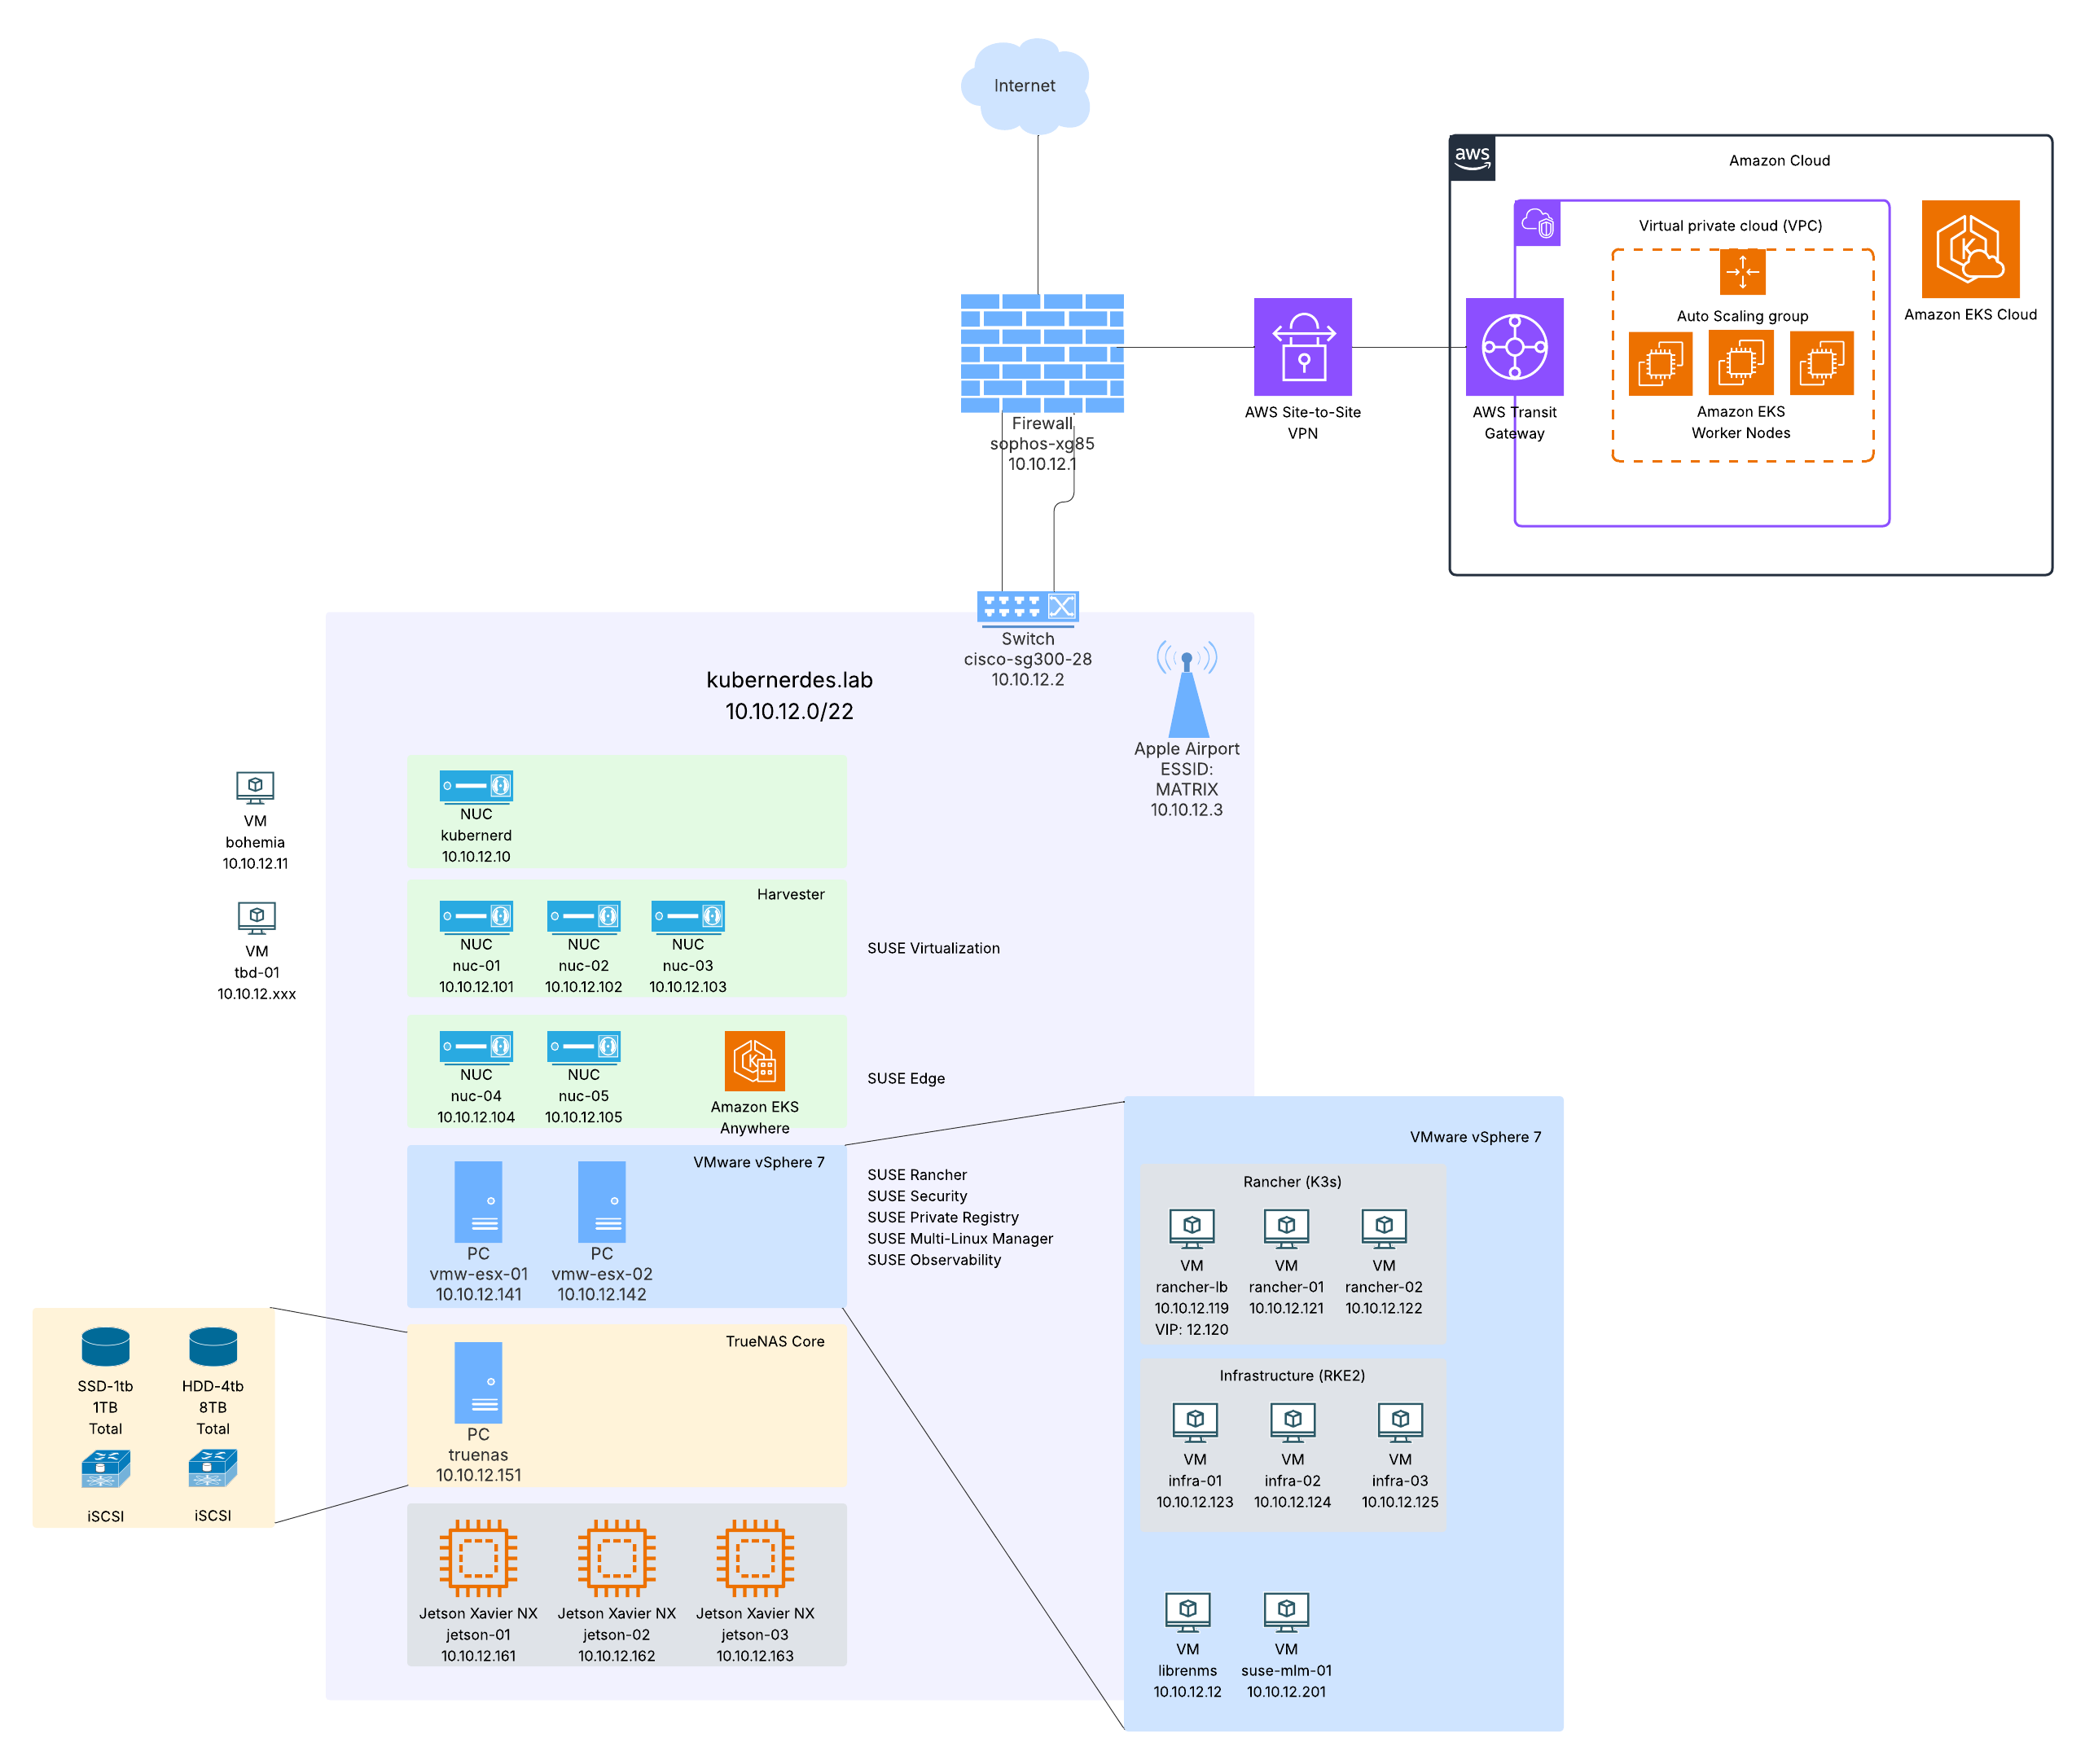 Internet
aws
Amazon Cloud
Virtual private cloud (VPC)
Auto Scaling group
Amazon EKS
Worker Nodes
Amazon EKS Cloud
AWS Site-to-Site
VPN
AWS Transit
Gateway
Firewall
sophos-xg85
10.10.12.1
Switch
cisco-sg300-28
10.10.12.2
kubernerdes.lab
10.10.12.0/22
Apple Airport
ESSID:
MATRIX
10.10.12.3
VM
bohemia
10.10.12.11
VM
tbd-01
10.10.12.xxx
NUC
kubernerd
10.10.12.10
Harvester
NUC
nuc-01
10.10.12.101
NUC
nuc-02
10.10.12.102
NUC
nuc-03
10.10.12.103
SUSE Virtualization
NUC
nuc-04
10.10.12.104
NUC
nuc-05
10.10.12.105
Amazon EKS
Anywhere
SUSE Edge
VMware vSphere 7
PC
vmw-esx-01
10.10.12.141
PC
vmw-esx-02
10.10.12.142
SUSE Rancher
SUSE Security
SUSE Private Registry
SUSE Multi-Linux Manager
SUSE Observability
TrueNAS Core
PC
truenas
10.10.12.151
SSD-1tb
1TB
Total
iSCSI
HDD-4tb
8TB
Total
iSCSI
Jetson Xavier NX
jetson-01
10.10.12.161
Jetson Xavier NX
jetson-02
10.10.12.162
Jetson Xavier NX
jetson-03
10.10.12.163
VMware vSphere 7
Rancher (K3s)
VM
rancher-lb
10.10.12.119
VIP: 12.120
VM
rancher-01
10.10.12.121
VM
rancher-02
10.10.12.122
Infrastructure (RKE2)
VM
infra-01
10.10.12.123
VM
infra-02
10.10.12.124
VM
infra-03
10.10.12.125
VM
librenms
10.10.12.12
VM
suse-mlm-01
10.10.12.201